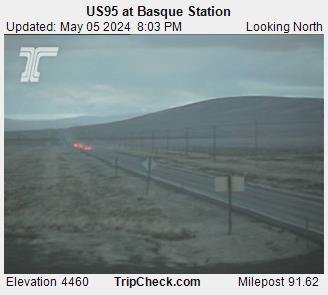 US95 at Basque Station
Updated: May 05 2024 8:03 PM Looking North
Elevation 4460 TripCheck.com Milepost 91.62